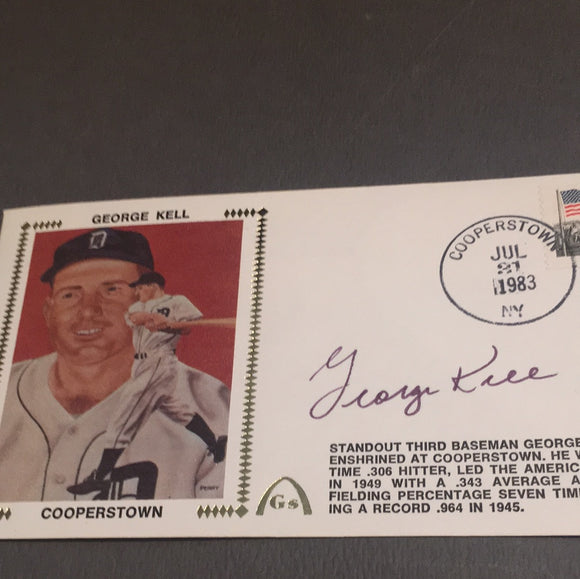 GEORGE KELL
D
PERRY
COOPERSTOWN
Gs
COOPERSTOWN
JUL
21
1983
NY
George Kell
STANDOUT THIRD BASEMAN GEORGE
ENSHRINED AT COOPERSTOWN. HE
TIME .306 HITTER, LED THE AMERIC
IN 1949 WITH A .343 AVERAGE A
FIELDING PERCENTAGE SEVEN TIM
ING A RECORD .964 IN 1945.